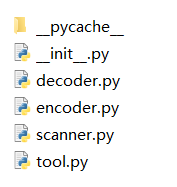 __pycache__
__init__.py
decoder.py
encoder.py
scanner.py
tool.py